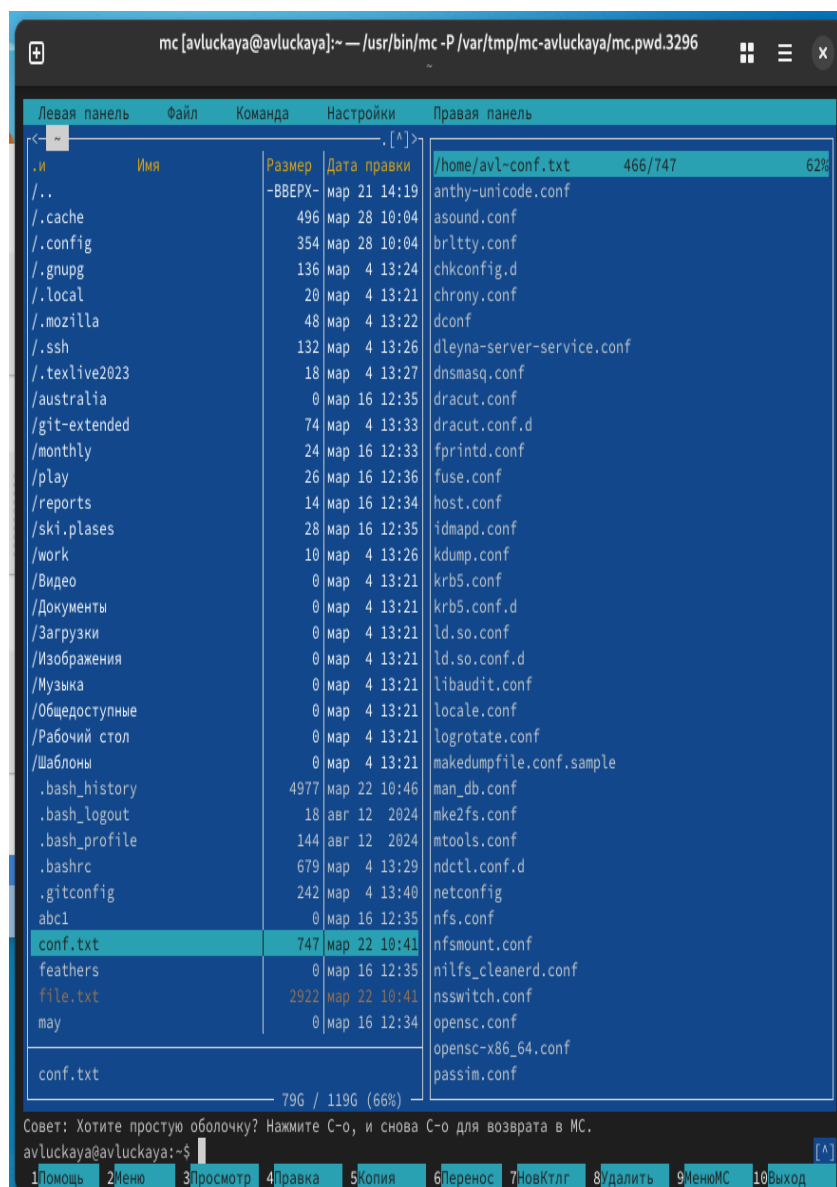 mc [avluckaya@avluckaya]:~ — /usr/bin/mc -P /var/tmp/mc-avluckaya/mc.pwd.3296
~
Левая панель Файл Команда Настройки Правая панель
<- ~ .[^]>
.и Имя Размер Дата правки
/.. -ВВЕРХ- мар 21 14:19
/.cache 496 мар 28 10:04
/.config 354 мар 28 10:04
/.gnupg 136 мар 4 13:24
/.local 20 мар 4 13:21
/.mozilla 48 мар 4 13:22
/.ssh 132 мар 4 13:26
/.texlive2023 18 мар 4 13:27
/australia 0 мар 16 12:35
/git-extended 74 мар 4 13:33
/monthly 24 мар 16 12:33
/play 26 мар 16 12:36
/reports 14 мар 16 12:34
/ski.plases 28 мар 16 12:35
/work 10 мар 4 13:26
/Видео 0 мар 4 13:21
/Документы 0 мар 4 13:21
/Загрузки 0 мар 4 13:21
/Изображения 0 мар 4 13:21
/Музыка 0 мар 4 13:21
/Общедоступные 0 мар 4 13:21
/Рабочий стол 0 мар 4 13:21
/Шаблоны 0 мар 4 13:21
.bash_history 4977 мар 22 10:46
.bash_logout 18 авг 12 2024
.bash_profile 144 авг 12 2024
.bashrc 679 мар 4 13:29
.gitconfig 242 мар 4 13:40
abc1 0 мар 16 12:35
conf.txt 747 мар 22 10:41
feathers 0 мар 16 12:35
file.txt 2922 мар 22 10:41
may 0 мар 16 12:34
conf.txt
79G / 119G (66%)
/home/avl~conf.txt 466/747 62%
anthy-unicode.conf
asound.conf
brltty.conf
chkconfig.d
chrony.conf
dconf
dleyna-server-service.conf
dnsmasq.conf
dracut.conf
dracut.conf.d
fprintd.conf
fuse.conf
host.conf
idmapd.conf
kdump.conf
krb5.conf
krb5.conf.d
ld.so.conf
ld.so.conf.d
libaudit.conf
locale.conf
logrotate.conf
makedumpfile.conf.sample
man_db.conf
mke2fs.conf
mtools.conf
ndctl.conf.d
netconfig
nfs.conf
nfsmount.conf
nilfs_cleanerd.conf
nsswitch.conf
opensc.conf
opensc-x86_64.conf
passim.conf
Совет: Хотите простую оболочку? Нажмите C-o, и снова C-o для возврата в MC.
avluckaya@avluckaya:~$ [^]
1Помощь 2Меню 3Просмотр 4Правка 5Копия 6Перенос 7НовКтлг 8Удалить 9МенюMC 10Выход